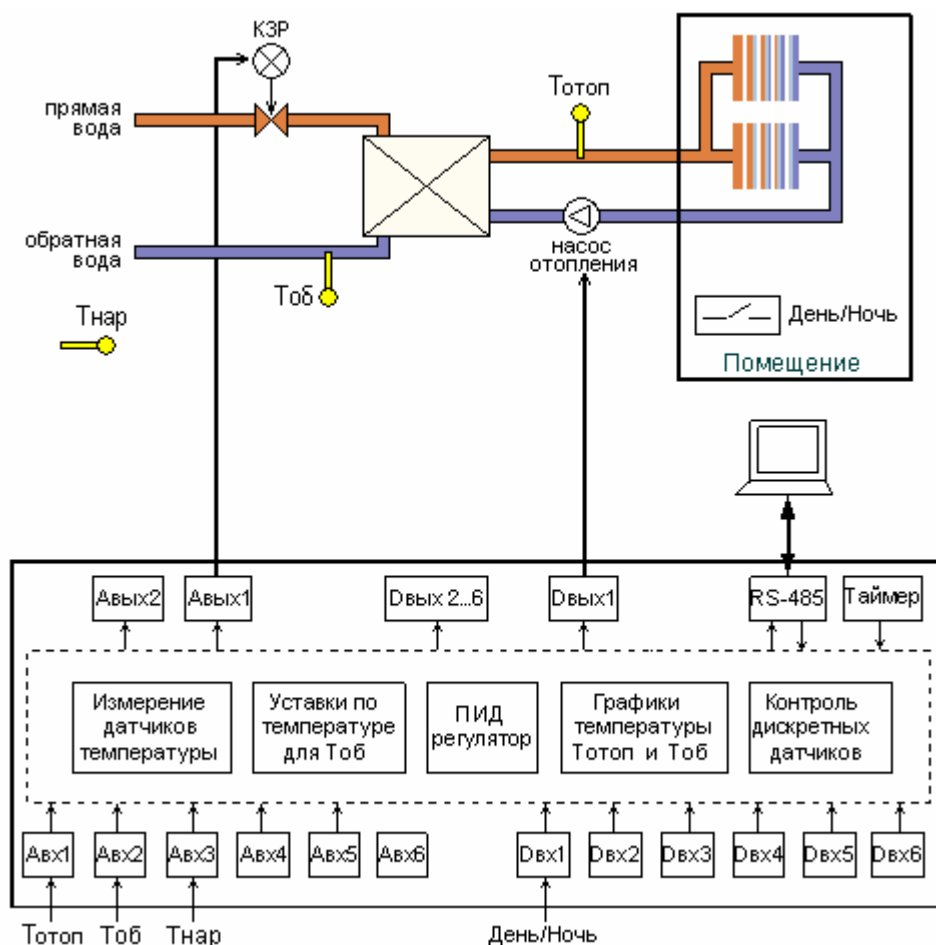 КЗР
прямая
вода
Тотоп
обратная
вода
насос
отопления
Тоб
Тнар
День/Ночь
Помещение
Авых2
Авых1
Dвых 2...6
Dвых1
RS-485
Таймер
Измерение
датчиков
температуры
Уставки по
температуре
для Тоб
ПИД
регулятор
Графики
температуры
Тотоп и Тоб
Контроль
дискретных
датчиков
Авх1
Авх2
Авх3
Авх4
Авх5
Авх6
Dвх1
Dвх2
Dвх3
Dвх4
Dвх5
Dвх6
Тотоп
Тоб
Тнар
День/Ночь